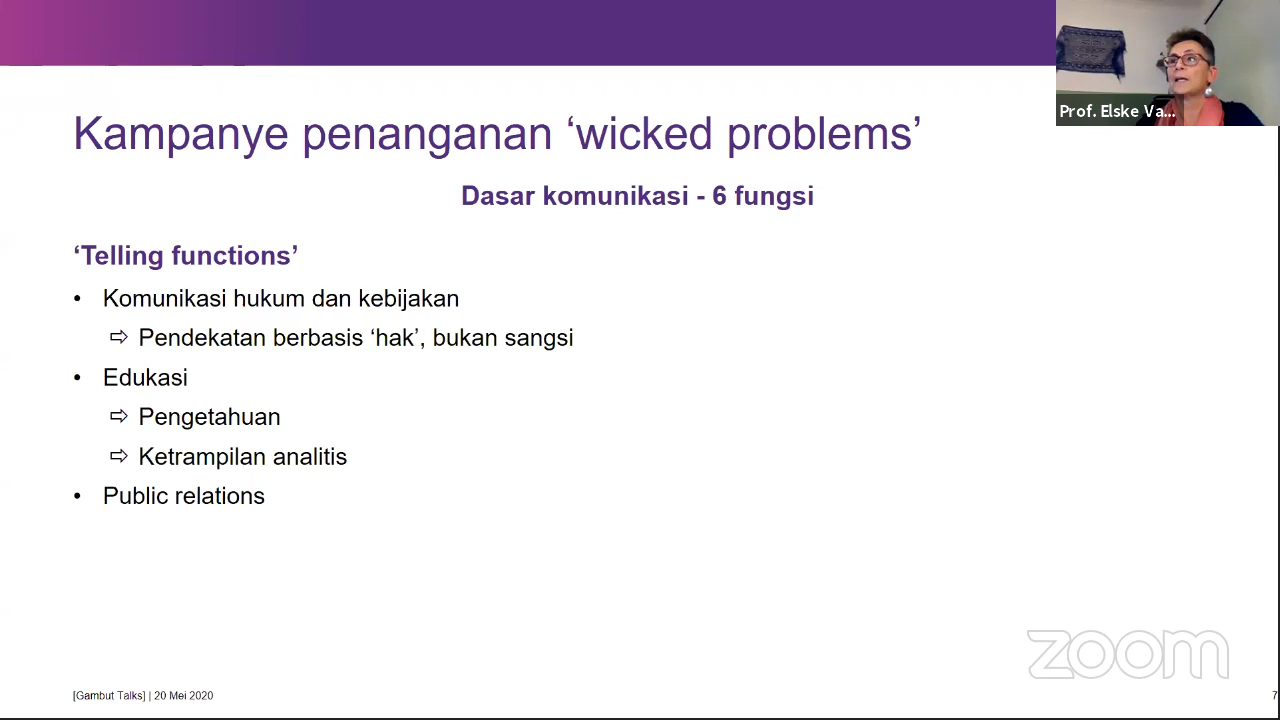 Prof. Elske Va...
Kampanye penanganan ‘wicked problems’
Dasar komunikasi - 6 fungsi
‘Telling functions’
• Komunikasi hukum dan kebijakan
⇨ Pendekatan berbasis ‘hak’, bukan sangsi
• Edukasi
⇨ Pengetahuan
⇨ Ketrampilan analitis
• Public relations
zoom
[Gambut Talks] | 20 Mei 2020
7